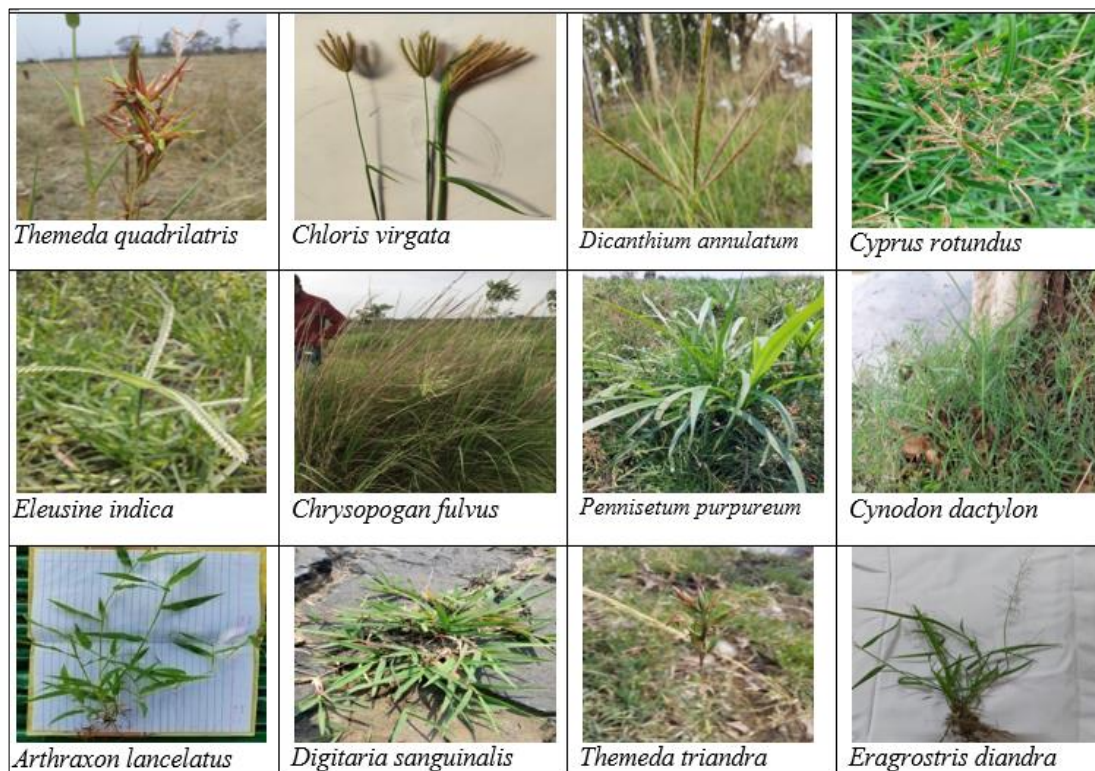 Themeda quadrilatris
Chloris virgata
Dicanthium annulatum
Cyprus rotundus
Eleusine indica
Chrysopogan fulvus
Pennisetum purpureum
Cynodon dactylon
Arthraxon lancelatus
Digitaria sanguinalis
Themeda triandra
Eragrostris diandra